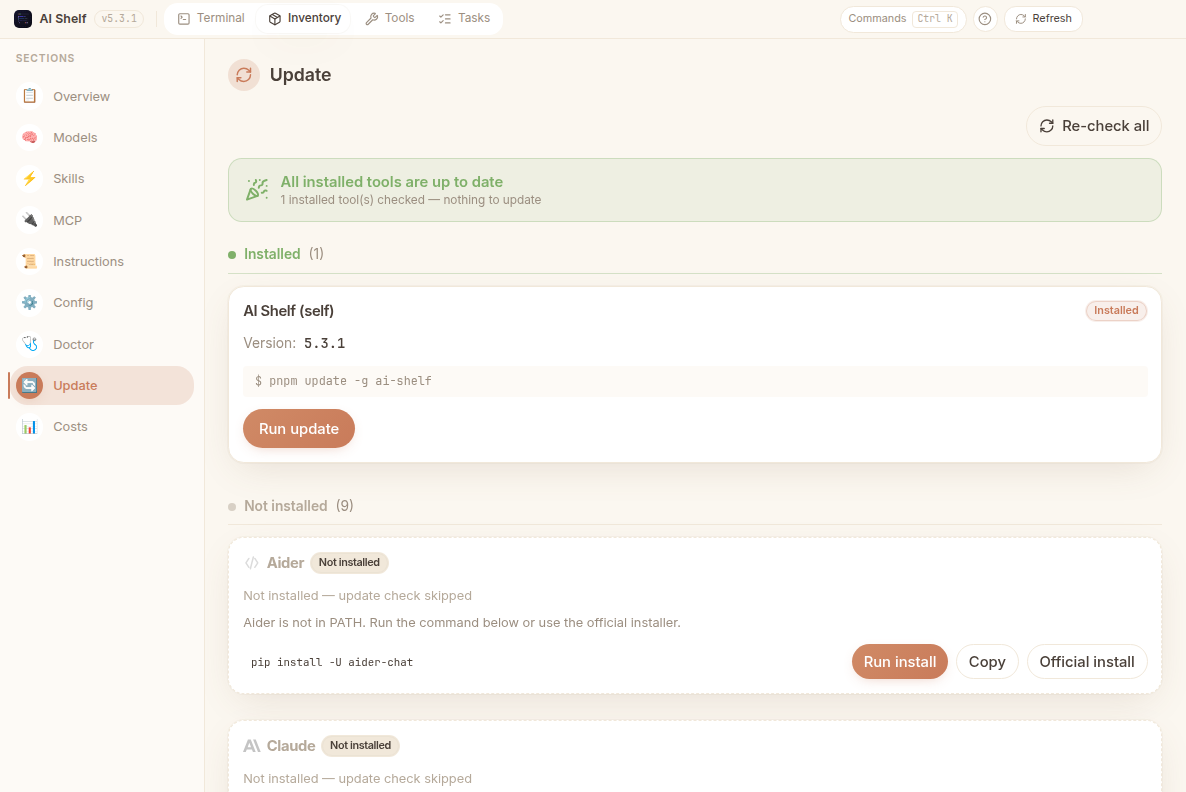 AI Shelf v5.3.1 Terminal Inventory Tools Tasks Commands Ctrl K Refresh
SECTIONS
Overview
Models
Skills
MCP
Instructions
Config
Doctor
Update
Costs
Update
Re-check all
All installed tools are up to date
1 installed tool(s) checked — nothing to update
Installed (1)
AI Shelf (self) Installed
Version: 5.3.1
$ pnpm update -g ai-shelf
Run update
Not installed (9)
Aider Not installed
Not installed — update check skipped
Aider is not in PATH. Run the command below or use the official installer.
pip install -U aider-chat Run install Copy Official install
Claude Not installed
Not installed — update check skipped